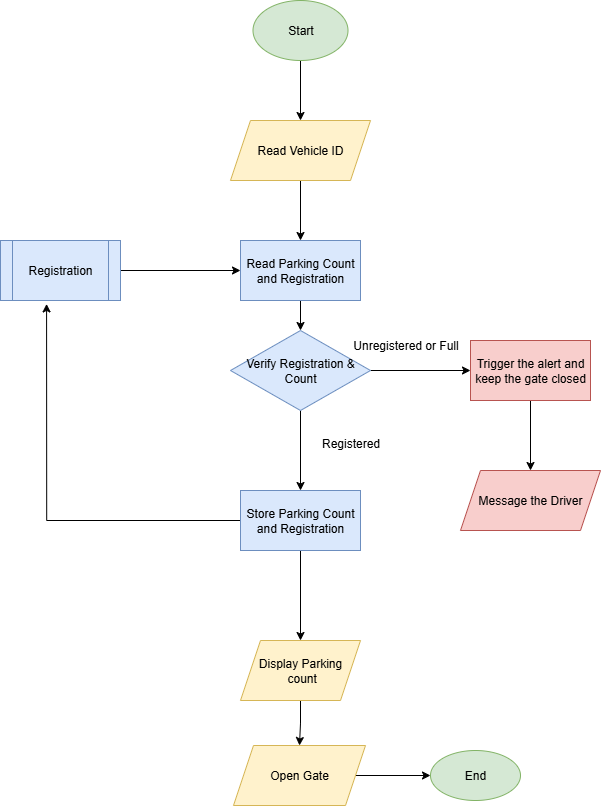 Start
Read Vehicle ID
Registration
Read Parking Count
and Registration
Verify Registration &
Count
Unregistered or Full
Trigger the alert and
keep the gate closed
Registered
Message the Driver
Store Parking Count
and Registration
Display Parking
count
Open Gate
End